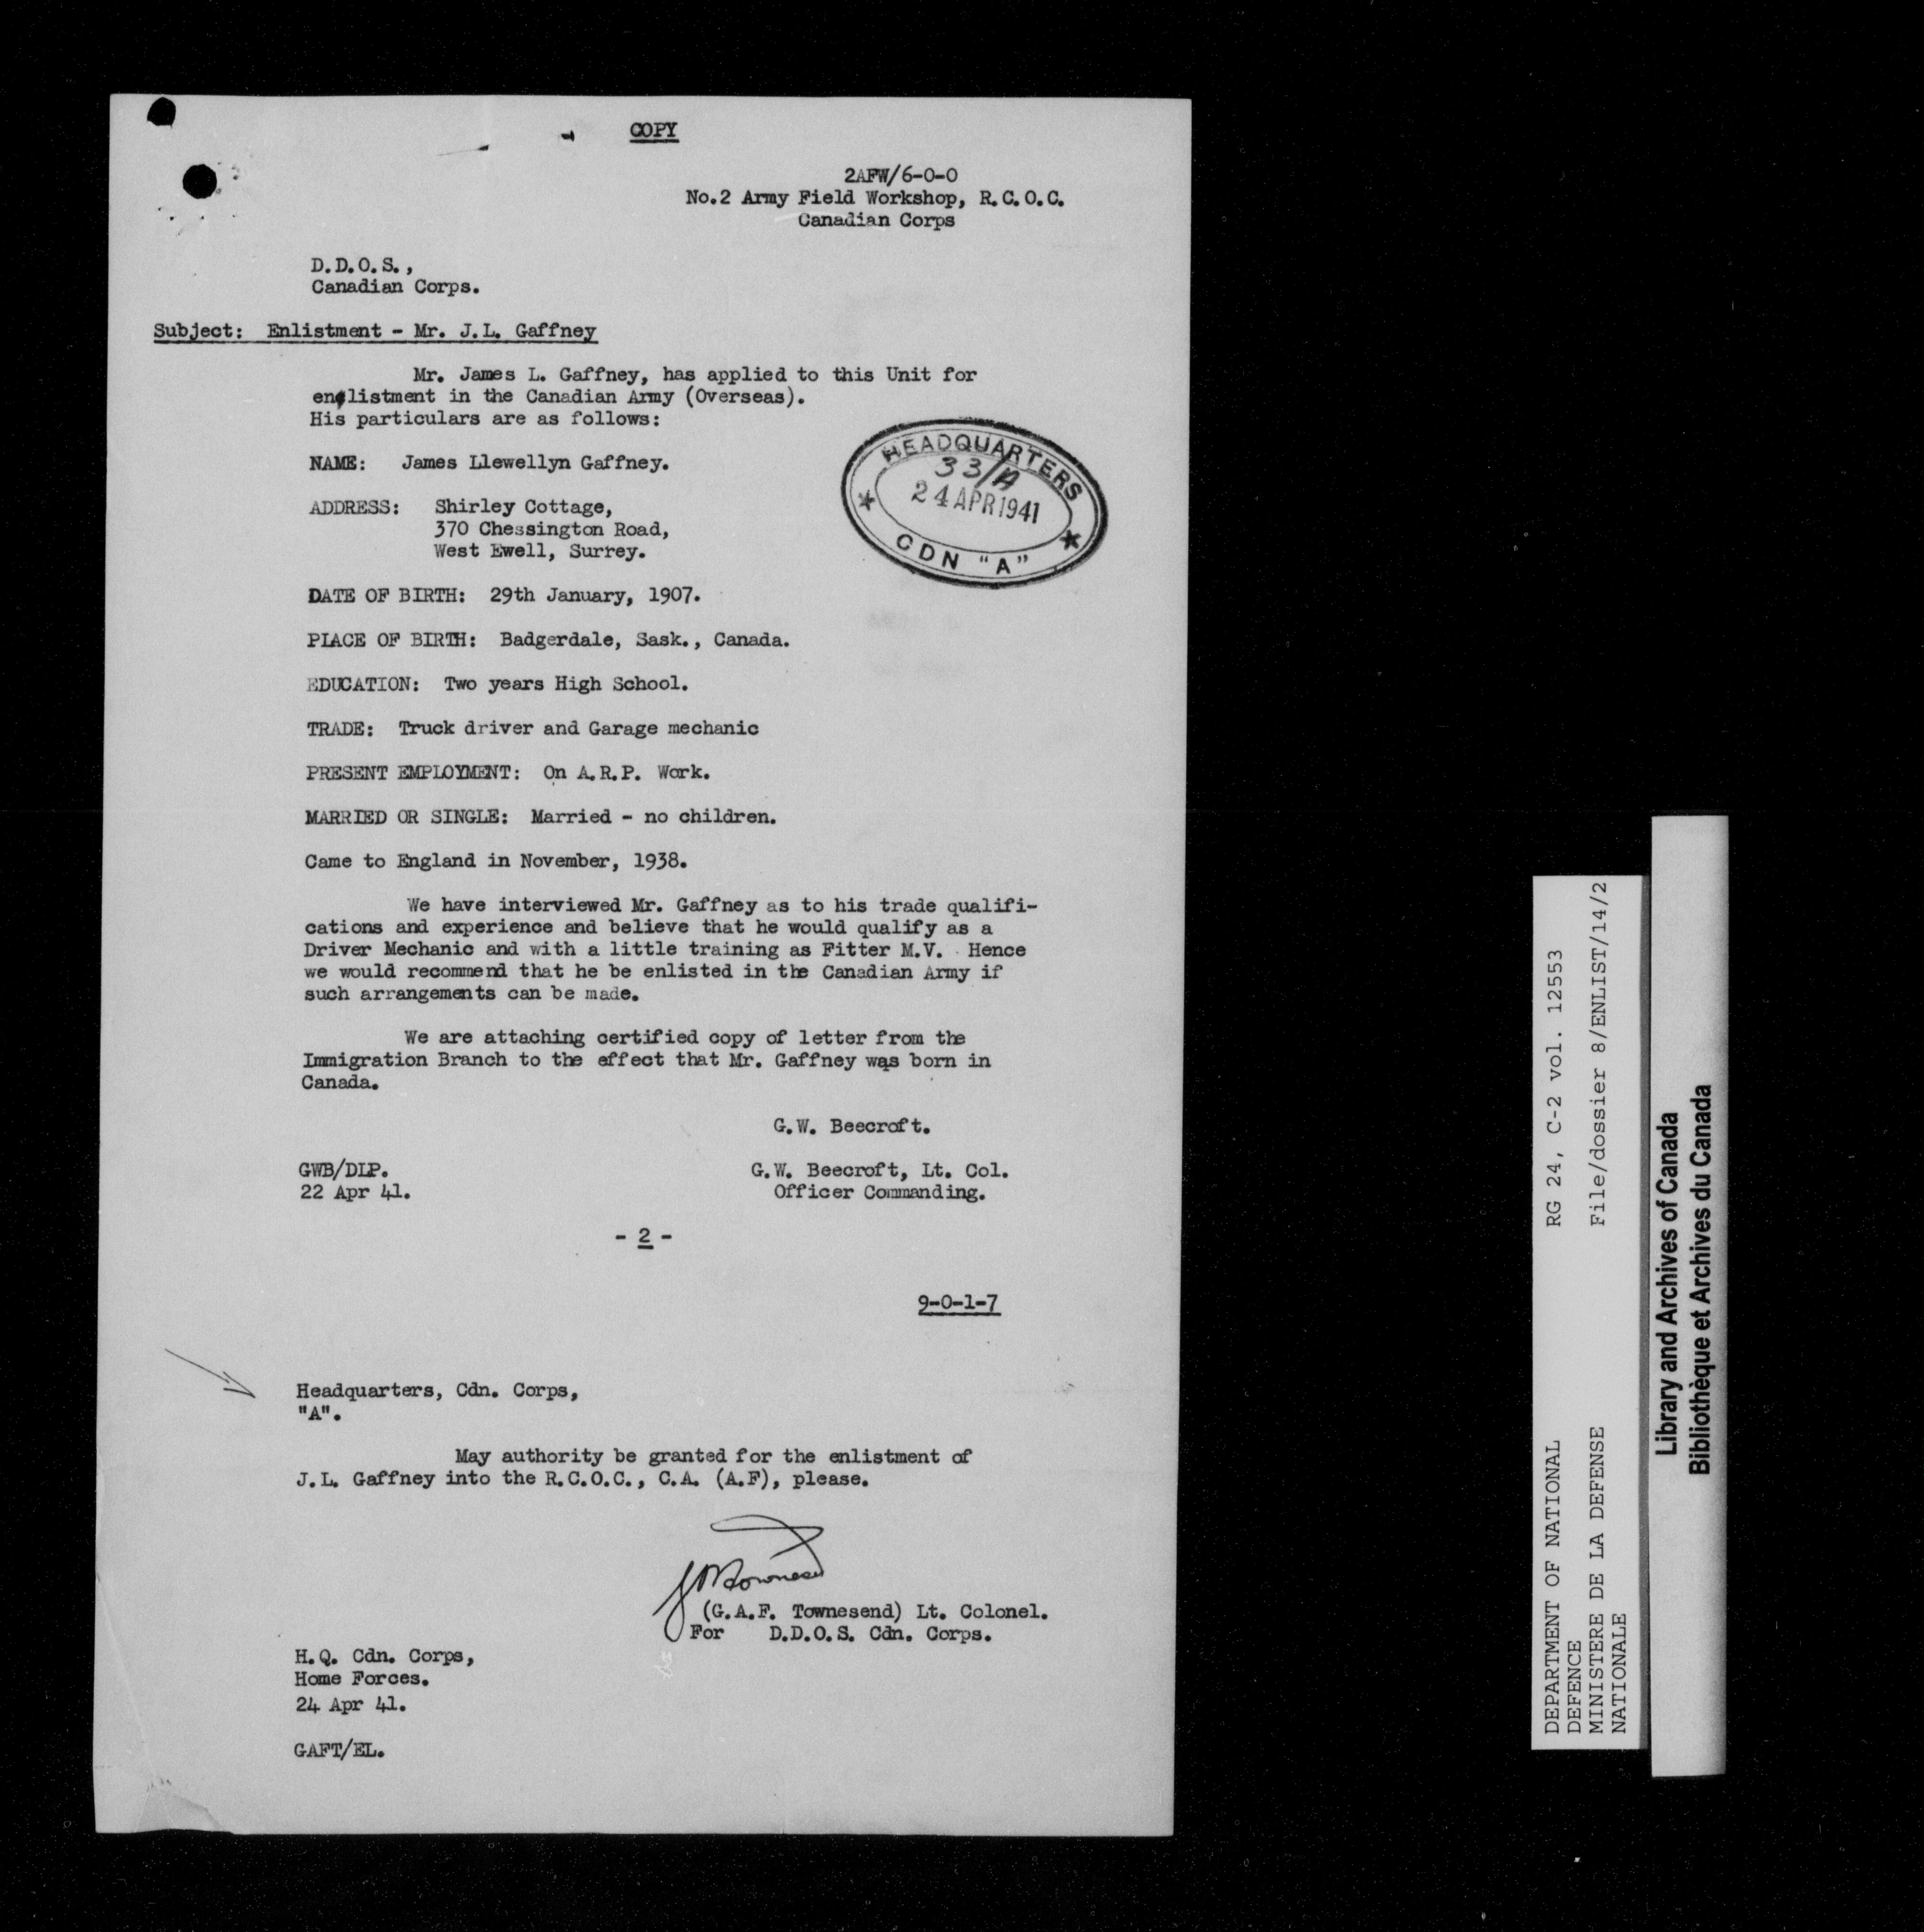 COPY
2AFW/6-0-0
No.2 Army Field Workshop, R.C.O.C.
Canadian Corps
D.D.O.S.,
Canadian Corps.
Subject: Enlistment - Mr. J.L. Gaffney
Mr. James L. Gaffney, has applied to this Unit for
enlistment in the Canadian Army (Overseas).
His particulars are as follows:
NAME: James Llewellyn Gaffney.
ADDRESS: Shirley Cottage,
370 Chessington Road,
West Ewell, Surrey.
HEADQUARTERS
33/A
24 APR 1941
CDN "A"
DATE OF BIRTH: 29th January, 1907.
PLACE OF BIRTH: Badgerdale, Sask., Canada.
EDUCATION: Two years High School.
TRADE: Truck driver and Garage mechanic
PRESENT EMPLOYMENT: On A.R.P. Work.
MARRIED OR SINGLE: Married - no children.
Came to England in November, 1938.
We have interviewed Mr. Gaffney as to his trade qualifi-
cations and experience and believe that he would qualify as a
Driver Mechanic and with a little training as Fitter M.V. Hence
we would recommend that he be enlisted in the Canadian Army if
such arrangements can be made.
We are attaching certified copy of letter from the
Immigration Branch to the effect that Mr. Gaffney was born in
Canada.
G.W. Beecroft.
GWB/DLP.
22 Apr 41.
G.W. Beecroft, Lt. Col.
Officer Commanding.
- 2 -
9-0-1-7
Headquarters, Cdn. Corps,
"A".
May authority be granted for the enlistment of
J.L. Gaffney into the R.C.O.C., C.A. (A.F), please.
(G.A.F. Townesend) Lt. Colonel.
For D.D.O.S. Cdn. Corps.
H.Q. Cdn. Corps,
Home Forces.
24 Apr 41.
GAFT/EL.
DEPARTMENT OF NATIONAL
DEFENCE
MINISTERE DE LA DEFENSE
NATIONALE
RG 24, C-2 vol. 12553
File/dossier 8/ENLIST/14/2
Library and Archives of Canada
Bibliothèque et Archives du Canada